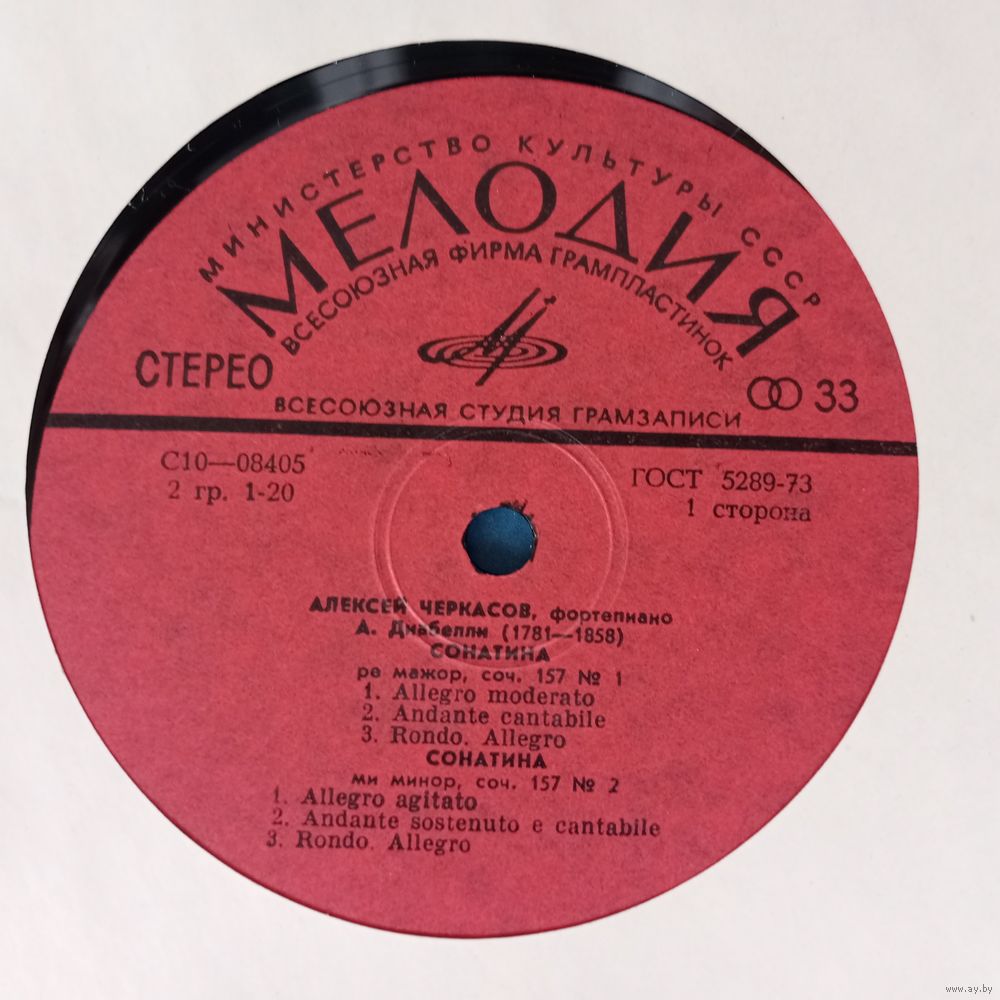 МИНИСТЕРСТВО КУЛЬТУРЫ СССР
МЕЛОДИЯ
ВСЕСОЮЗНАЯ ФИРМА ГРАМПЛАСТИНОК
СТЕРЕО
33
ВСЕСОЮЗНАЯ СТУДИЯ ГРАМЗАПИСИ
С10—08405
2 гр. 1-20
ГОСТ 5289-73
1 сторона
АЛЕКСЕЙ ЧЕРКАСОВ, фортепиано
А. Диабелли (1781—1858)
СОНАТИНА
ре мажор, соч. 157 № 1
1. Allegro moderato
2. Andante cantabile
3. Rondo. Allegro
СОНАТИНА
ми минор, соч. 157 № 2
1. Allegro agitato
2. Andante sostenuto e cantabile
3. Rondo. Allegro
www.ay.by